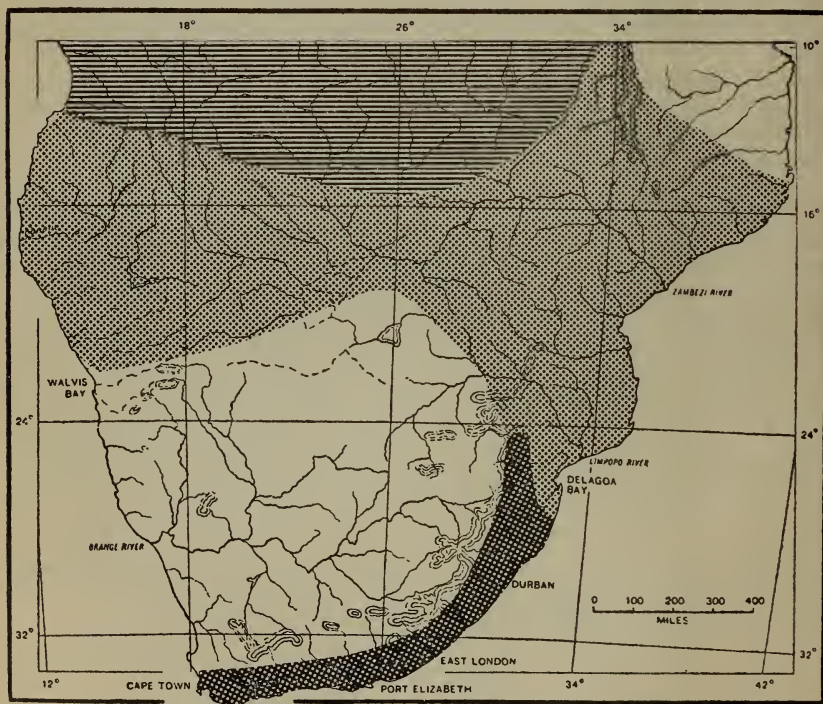 18° 26° 34°
10°
16°
ZAMBEZI RIVER
WALVIS
BAY
24° 24°
LIMPOPO RIVER
DELAGOA
BAY
ORANGE RIVER
DURBAN
0 100 200 300 400
MILES
32° 32°
EAST LONDON
12° CAPE TOWN PORT ELIZABETH 34° 42°